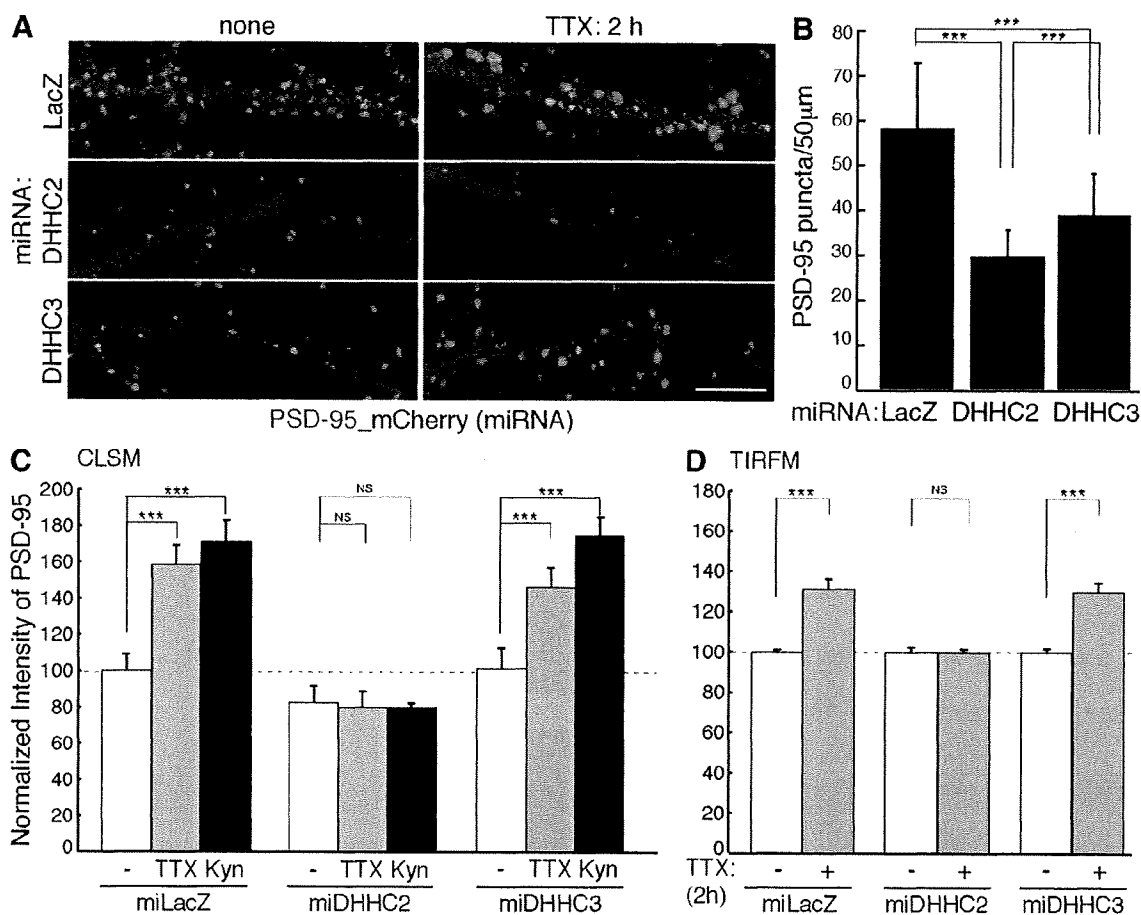 A
none
TTX: 2 h
miRNA:
LacZ
DHHC2
DHHC3
PSD-95_mCherry (miRNA)
B
PSD-95 puncta/50μm
80
70
60
50
40
30
20
10
0
***
***
***
miRNA: LacZ DHHC2 DHHC3
C CLSM
Normalized Intensity of PSD-95
200
180
160
140
120
100
80
60
40
20
0
***
***
NS
NS
***
***
- TTX Kyn - TTX Kyn - TTX Kyn
miLacZ miDHHC2 miDHHC3
D TIRFM
180
160
140
120
100
80
60
40
20
0
***
NS
***
TTX: - + - + - +
(2h) miLacZ miDHHC2 miDHHC3